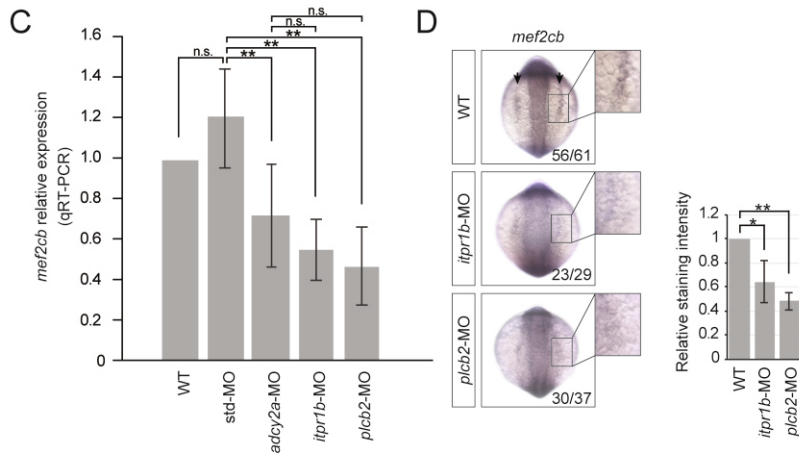 C
n.s.
n.s.
**
n.s.
**
**
1.6
1.4
1.2
1.0
0.8
0.6
0.4
0.2
0
mef2cb relative expression
(qRT-PCR)
WT
std-MO
adcy2a-MO
itpr1b-MO
plcb2-MO
D
mef2cb
WT
56/61
itpr1b-MO
23/29
plcb2-MO
30/37
Relative staining intensity
1.2
1
0.8
0.6
0.4
0.2
0
**
*
WT
itpr1b-MO
plcb2-MO